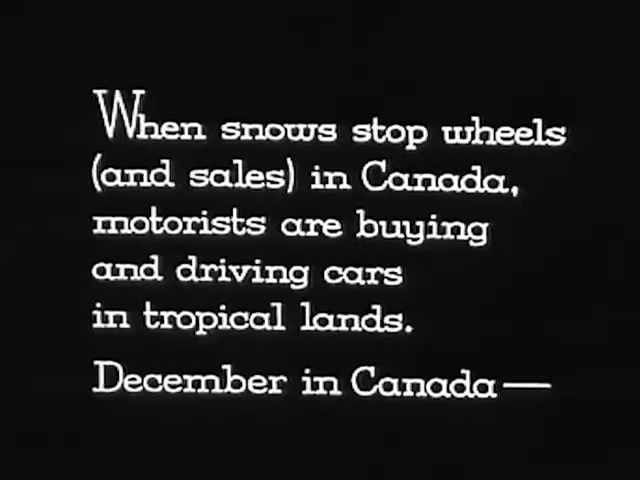 When snows stop wheels
(and sales) in Canada,
motorists are buying
and driving cars
in tropical lands.
December in Canada—